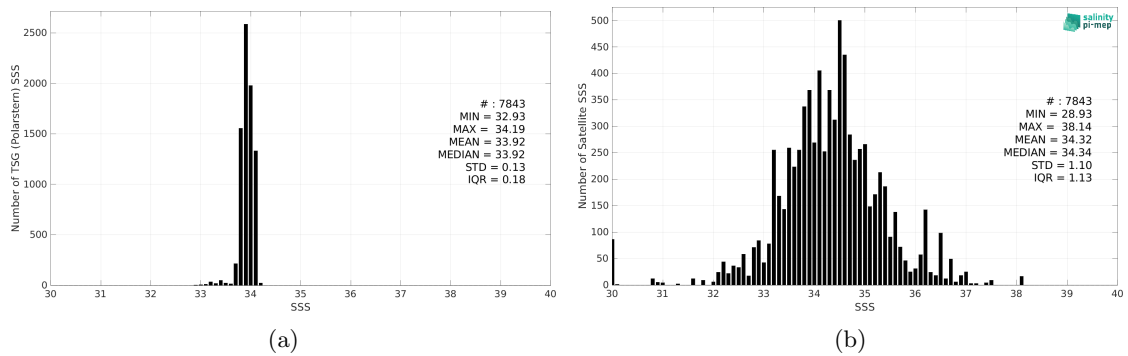 Number of TSG (Polarstern) SSS
2500
2000
1500
1000
500
0
# : 7843
MIN = 32.93
MAX = 34.19
MEAN = 33.92
MEDIAN = 33.92
STD = 0.13
IQR = 0.18
30 31 32 33 34 35 36 37 38 39 40
SSS
(a)
Number of Satellite SSS
500
450
400
350
300
250
200
150
100
50
0
salinity
pi-mep
# : 7843
MIN = 28.93
MAX = 38.14
MEAN = 34.32
MEDIAN = 34.34
STD = 1.10
IQR = 1.13
30 31 32 33 34 35 36 37 38 39 40
SSS
(b)